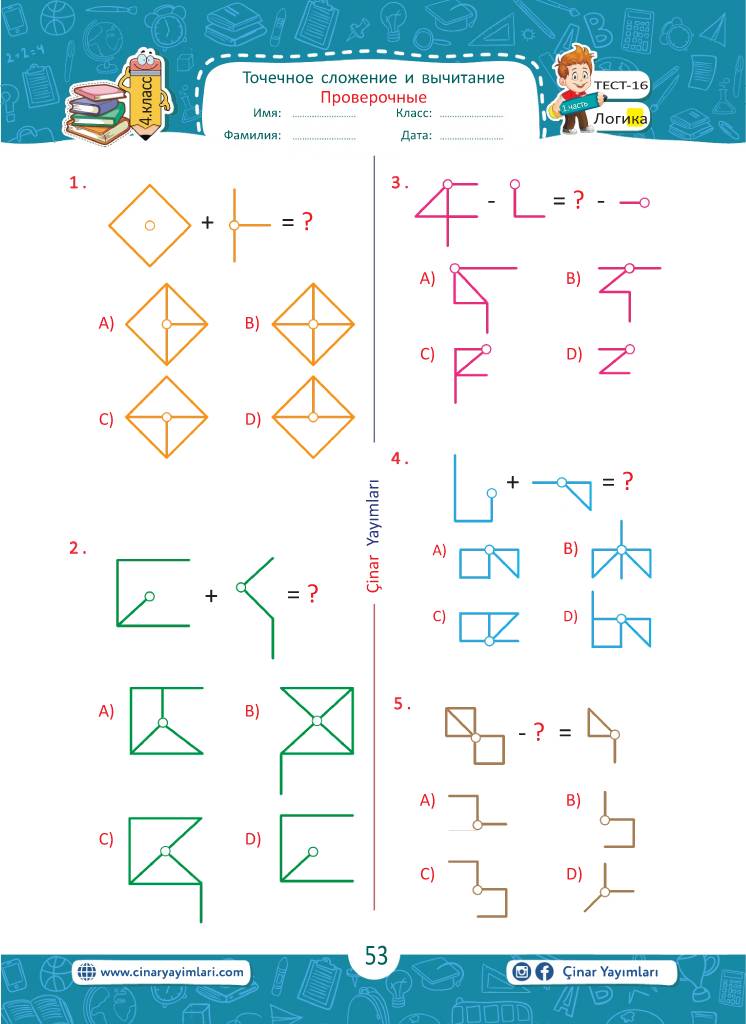 Точечное сложение и вычитание
Проверочные
Имя: ........................ Класс: ........................
Фамилия: ........................ Дата: ........................
4.класс
1 часть
ТЕСТ-16
Логика
1 .
+ = ?
A)
B)
C)
D)
2 .
+ = ?
A)
B)
C)
D)
3 .
- = ? -
A)
B)
C)
D)
4 .
+ = ?
A)
B)
C)
D)
5 .
- ? =
A)
B)
C)
D)
Çinar Yayımları
53
www.cinaryayimlari.com
Çinar Yayımları